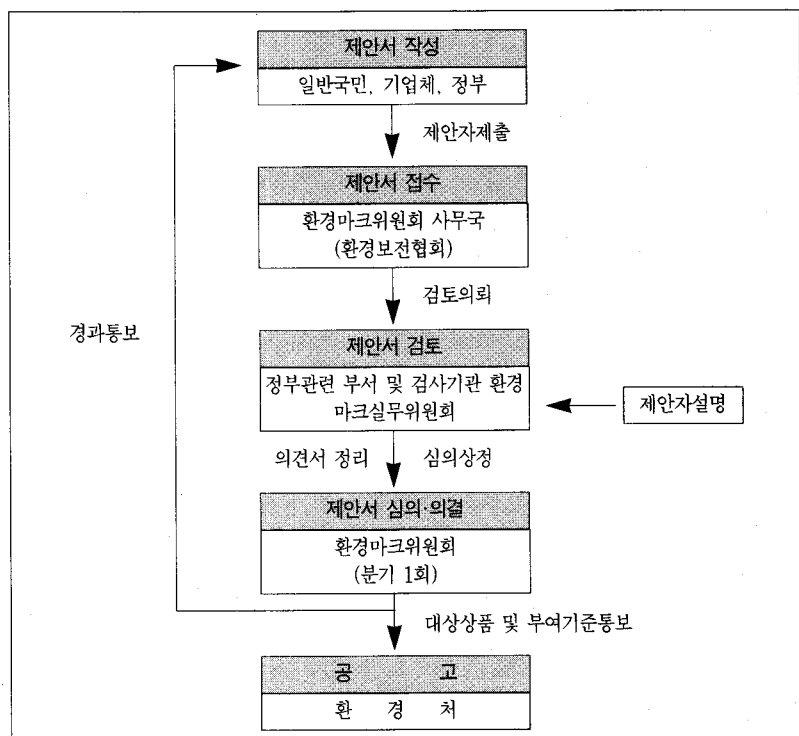 제안서 작성
일반국민, 기업체, 정부
제안자제출
제안서 접수
환경마크위원회 사무국
(환경보전협회)
검토의뢰
경과통보
제안서 검토
정부관련 부서 및 검사기관 환경
마크실무위원회
제안자설명
의견서 정리 심의상정
제안서 심의·의결
환경마크위원회
(분기 1회)
대상상품 및 부여기준통보
공 고
환 경 처